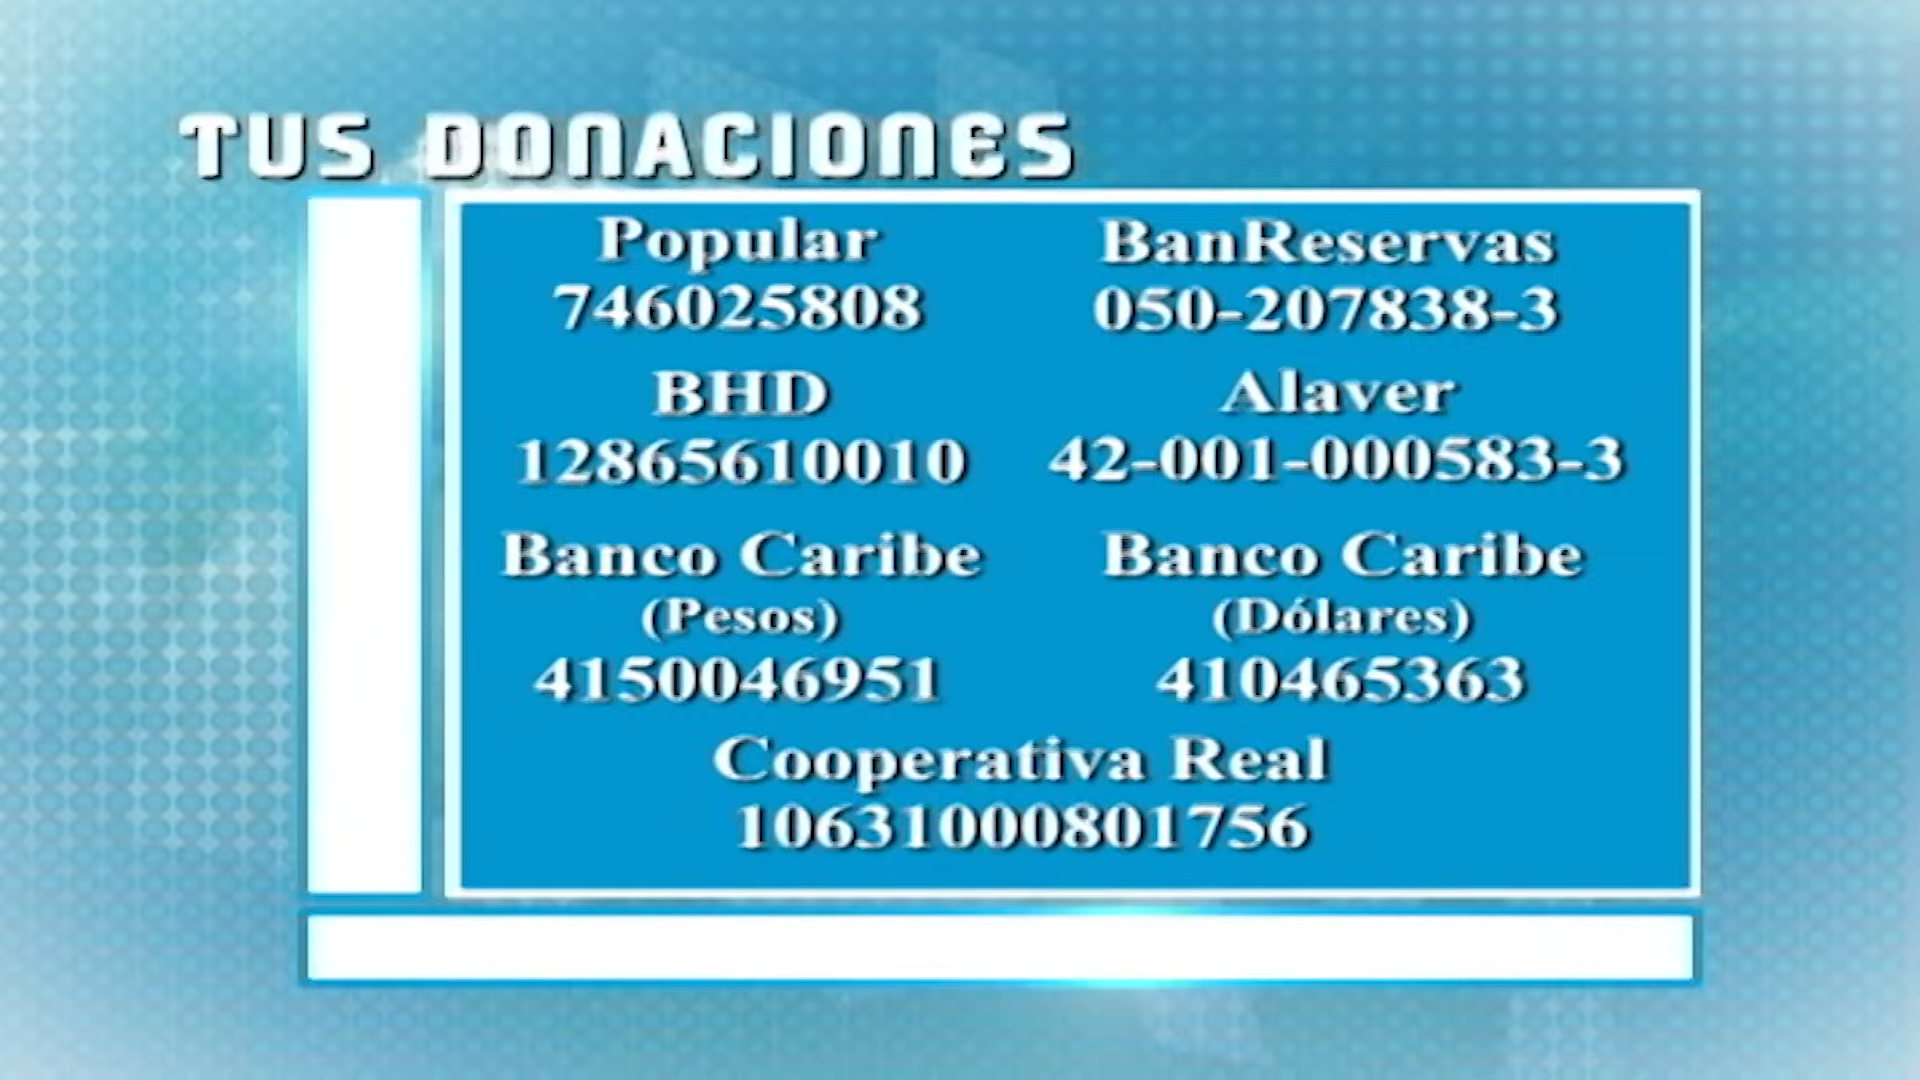 TUS DONACIONES
Popular
746025808
BanReservas
050-207838-3
BHD
12865610010
Alaver
42-001-000583-3
Banco Caribe
(Pesos)
4150046951
Banco Caribe
(Dólares)
410465363
Cooperativa Real
10631000801756